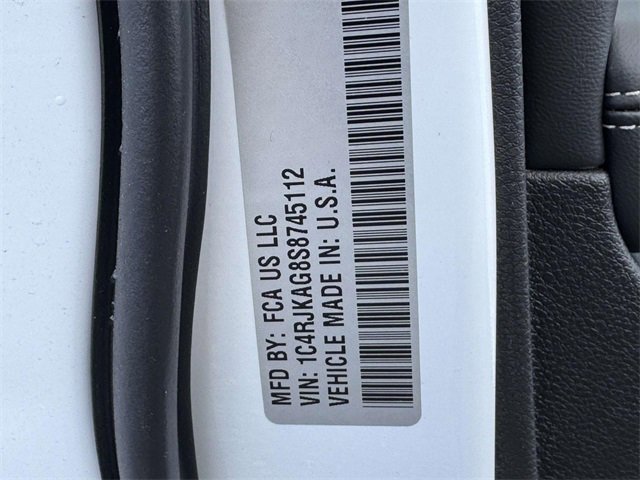 MFD BY: FCA US LLC
VIN: 1C4RJKAG8S8745112
VEHICLE MADE IN: U.S.A.